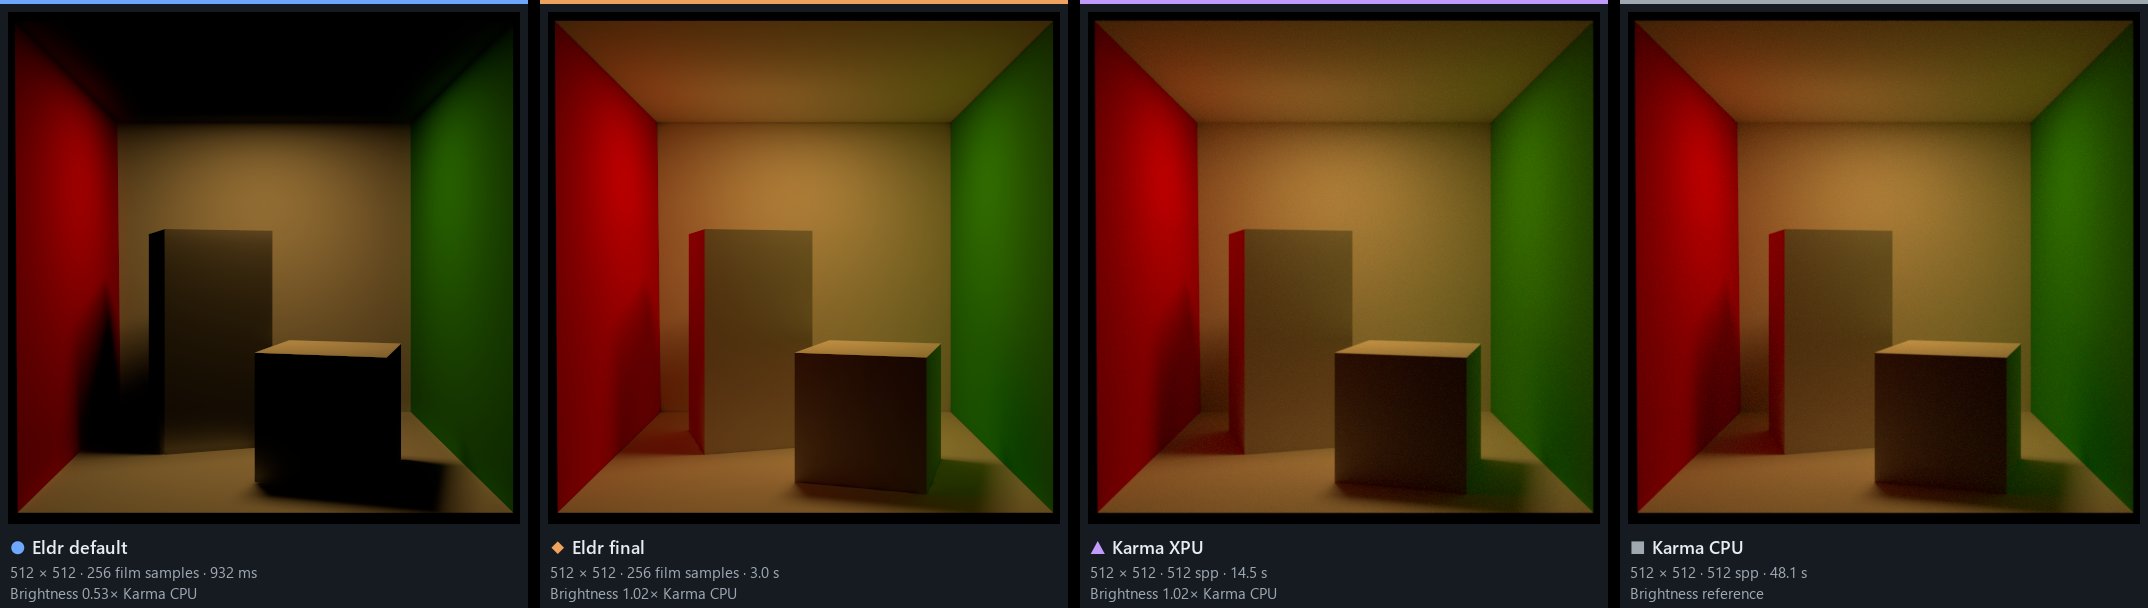 Eldr default
512 × 512 · 256 film samples · 932 ms
Brightness 0.53× Karma CPU
Eldr final
512 × 512 · 256 film samples · 3.0 s
Brightness 1.02× Karma CPU
Karma XPU
512 × 512 · 512 spp · 14.5 s
Brightness 1.02× Karma CPU
Karma CPU
512 × 512 · 512 spp · 48.1 s
Brightness reference